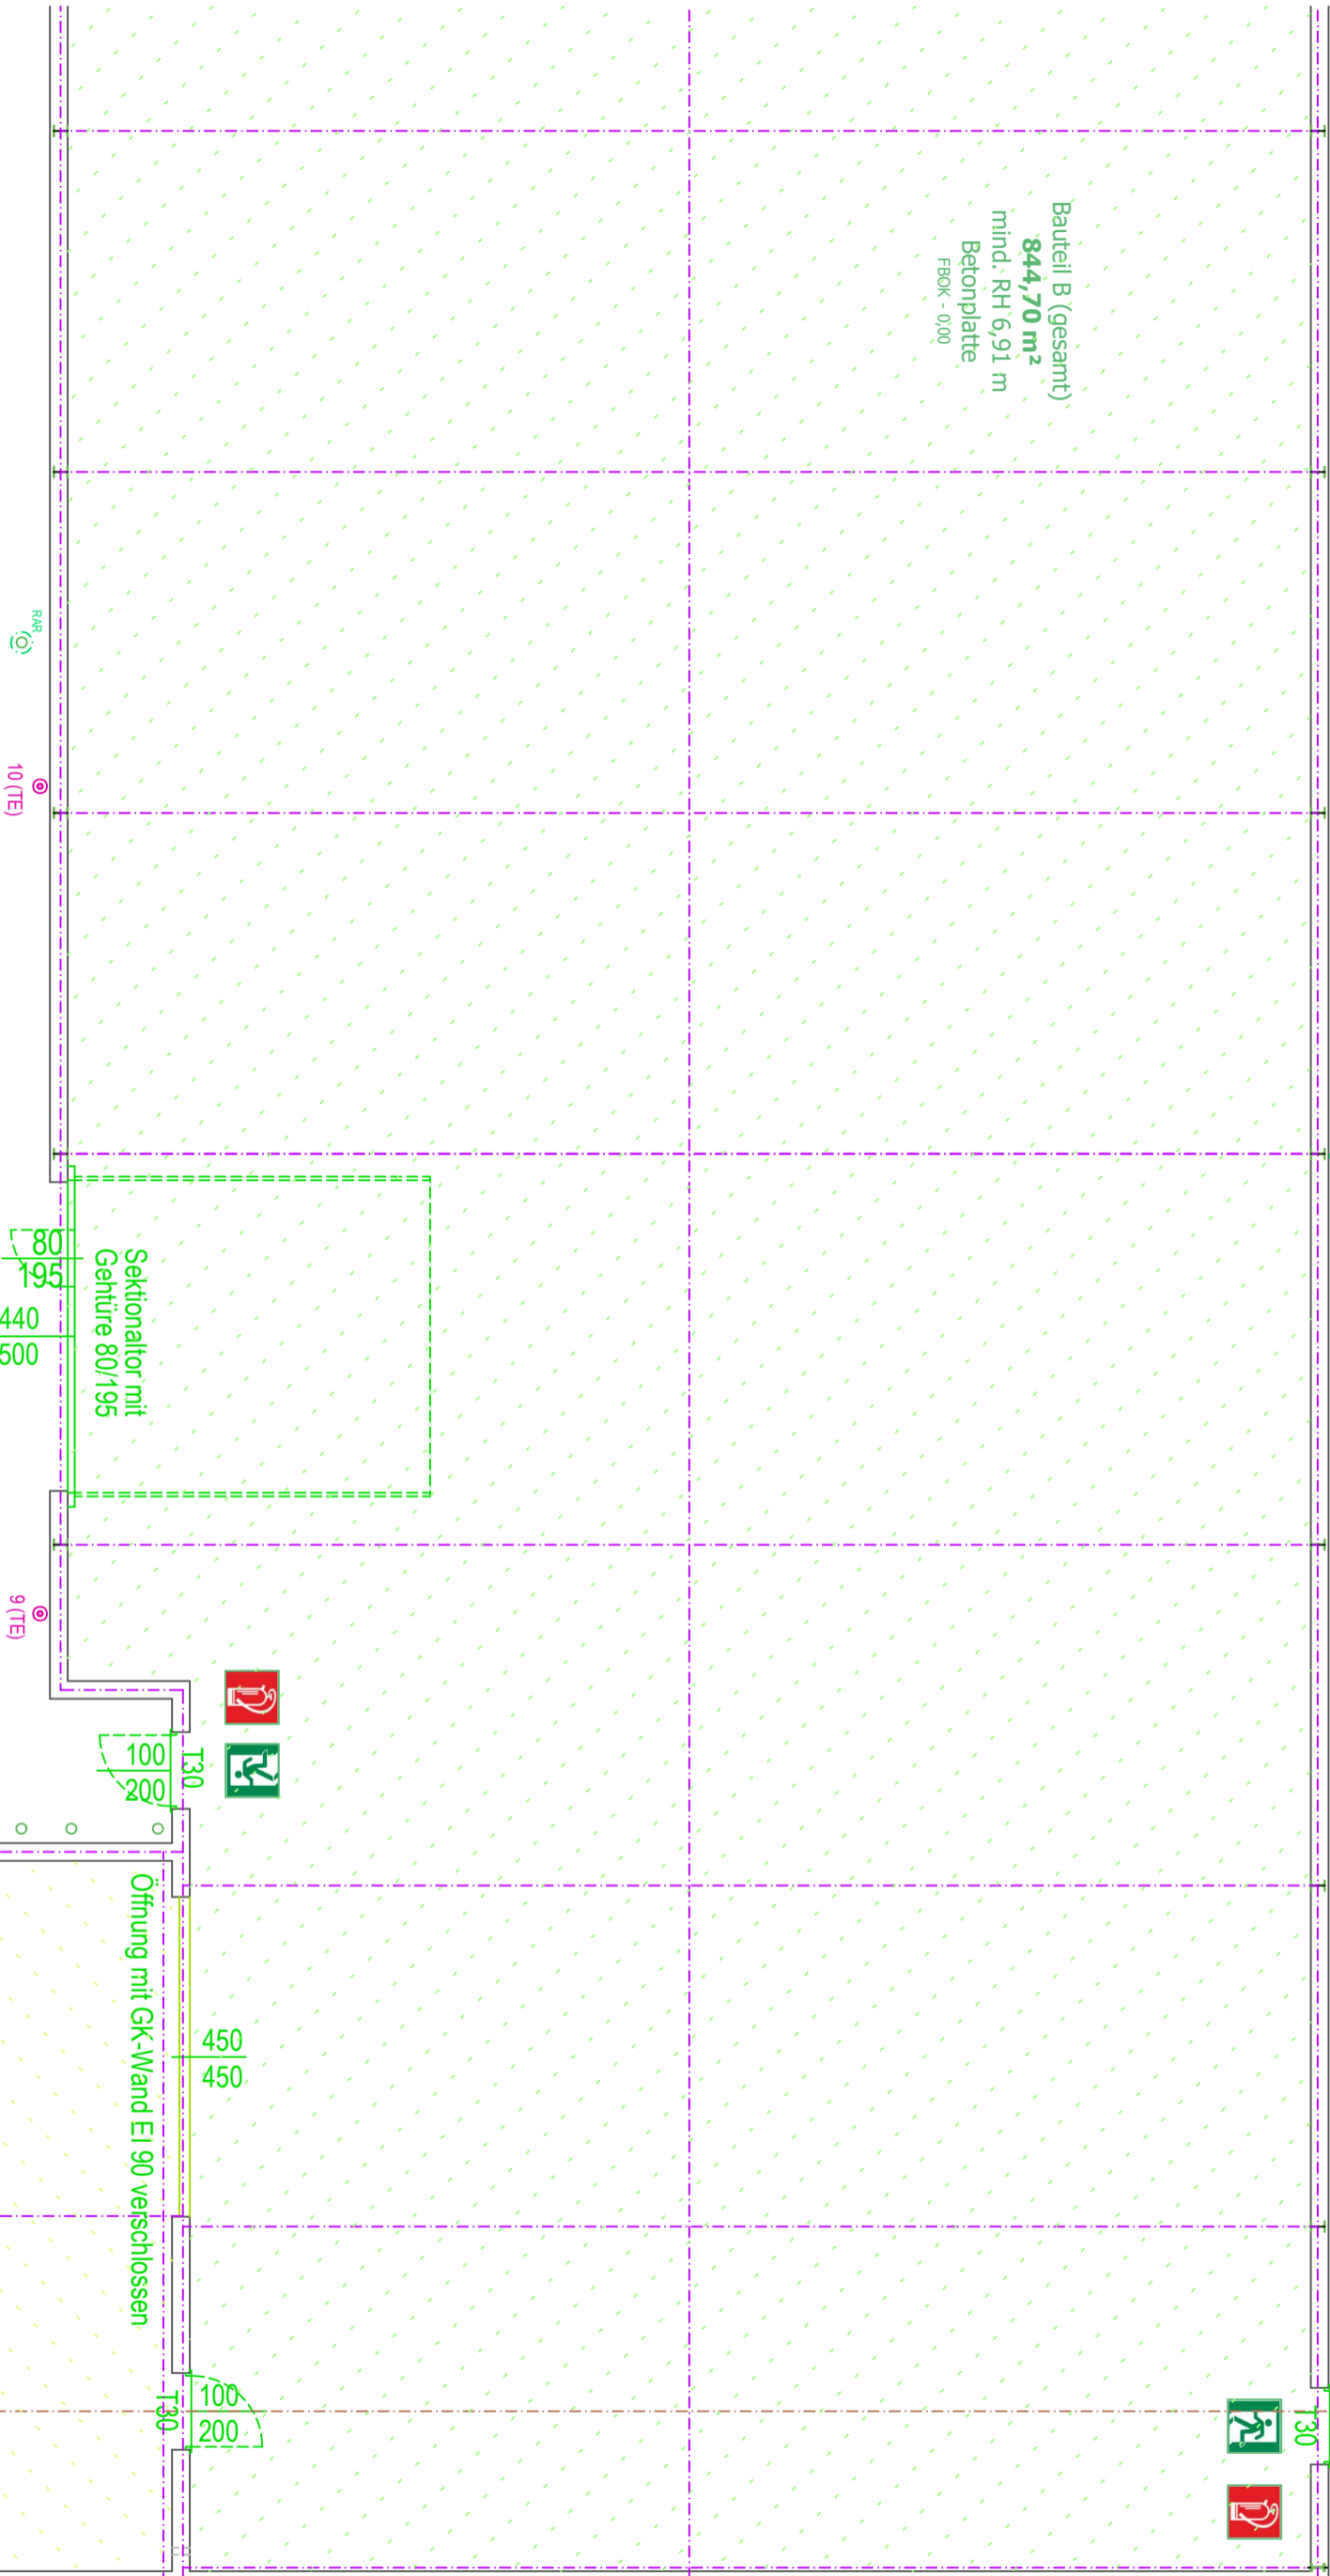 Bauteil B (gesamt)
844,70 m²
mind. RH 6,91 m
Betonplatte
FBOK - 0,00
RAR
10 (TE)
80
195
440
500
Sektionaltor mit
Gehtüre 80/195
9 (TE)
T30
100
200
Öffnung mit GK-Wand EI 90 verschlossen
450
450
T30
100
200
T30